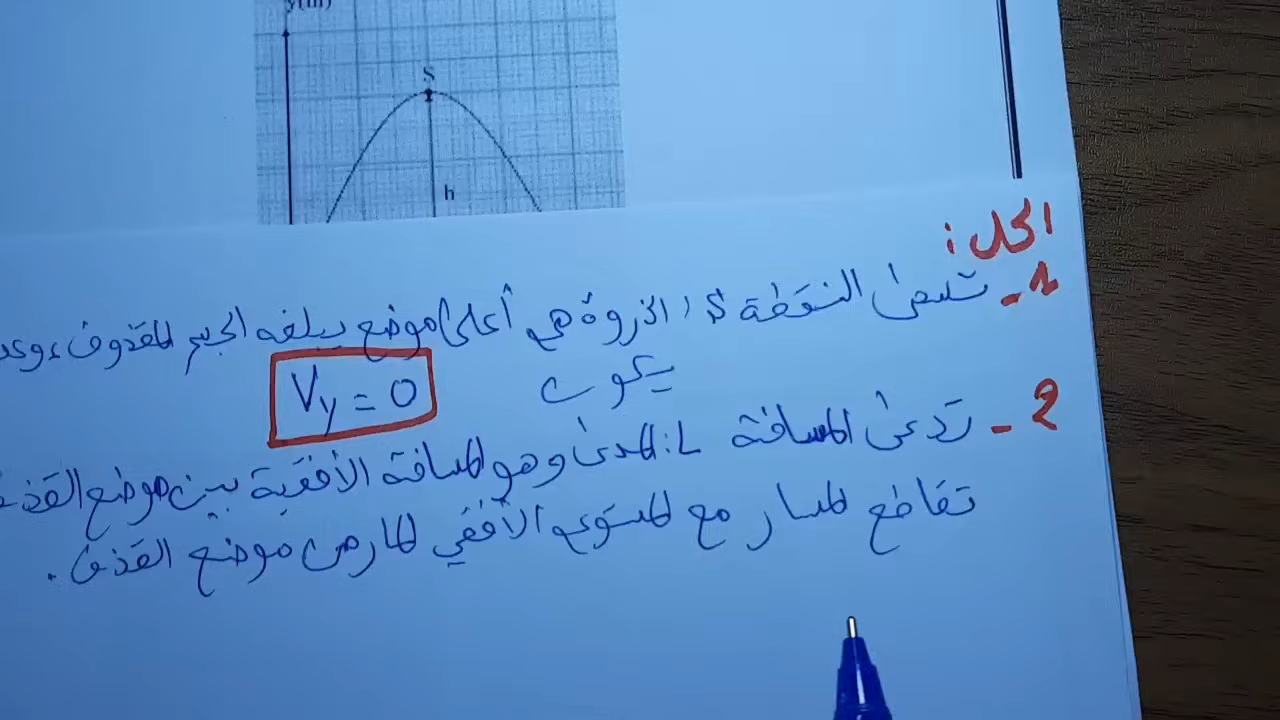 y(m)
S
h
الحل:
1- تسمى النقطة S: الذروة هي أعلى موضع يبلغه الجسم المقذوف،
يكون Vy = 0
2- تدعى المسافة L: المدى وهو المسافة الأفقية بين موضع القذف
تقاطع المسار مع المستوى الأفقي المار من موضع القذف.